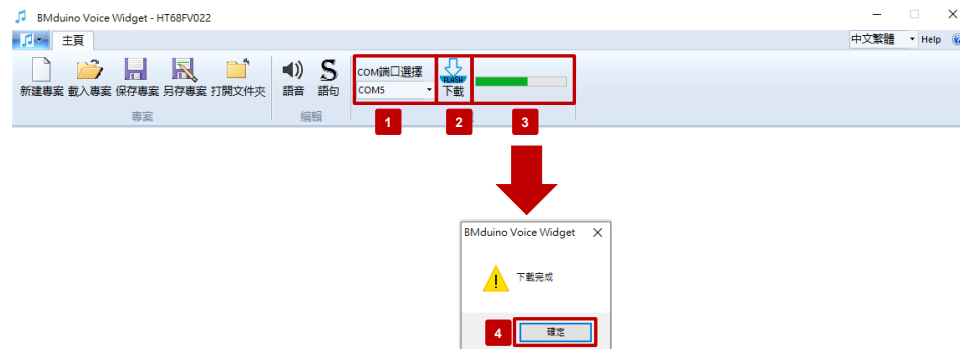 BMduino Voice Widget - HT68FV022
主頁
中文繁體
Help
新建專案 載入專案 保存專案 另存專案 打開文件夾
專案
語音 語句
編輯
COM端口選擇
COM5
FLASH
下載
1
2
3
BMduino Voice Widget
下載完成
4
確定